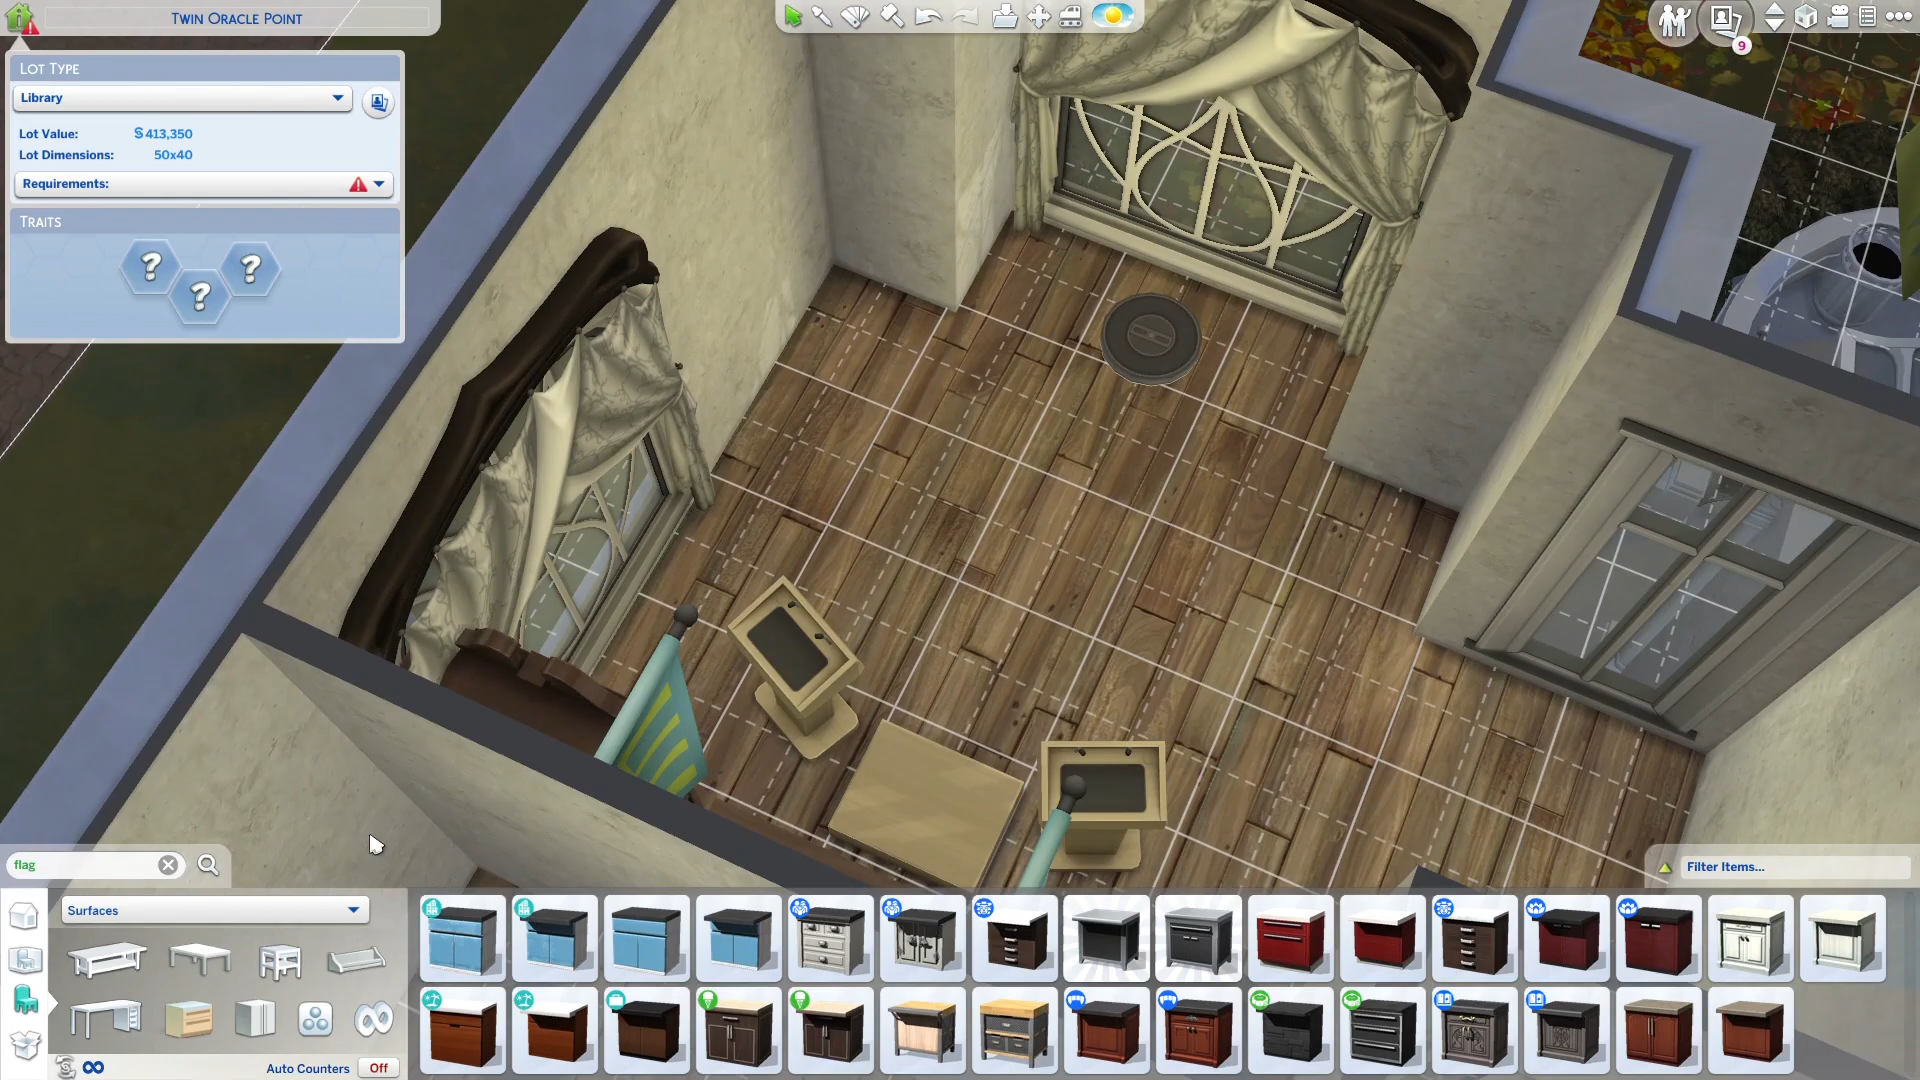 Twin Oracle Point
9
Lot Type
Library
Lot Value: §413,350
Lot Dimensions: 50x40
Requirements:
Traits
? ? ?
flag
Filter Items...
Surfaces
Auto Counters Off